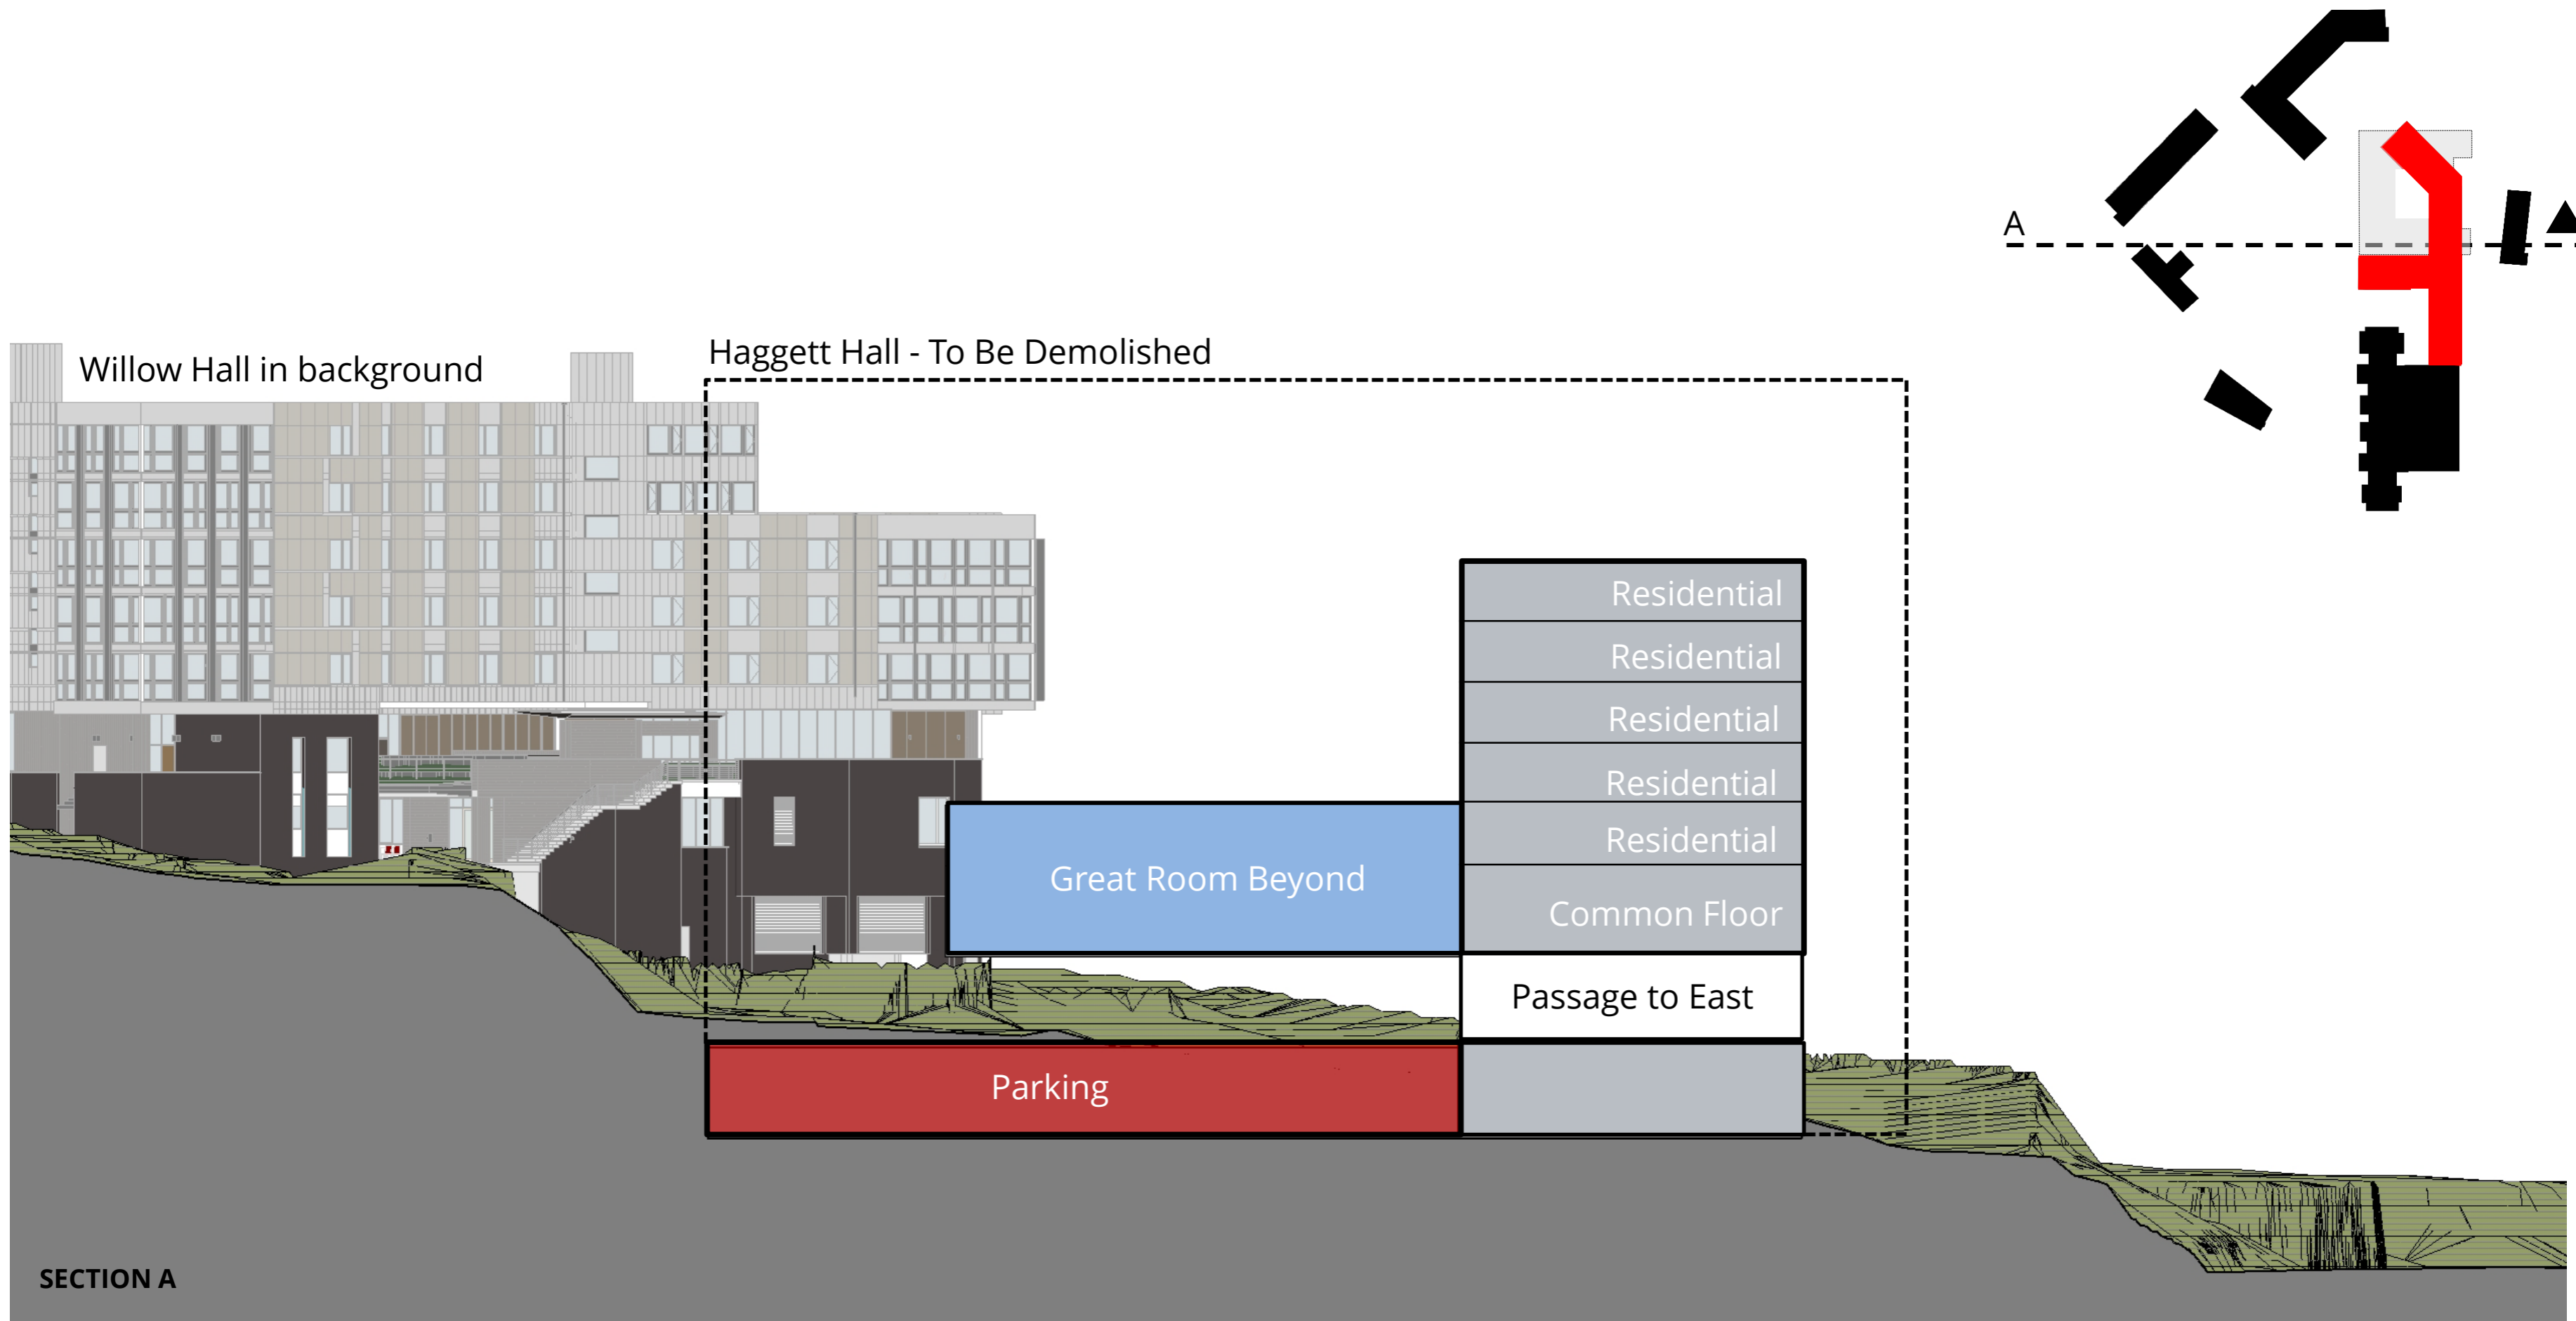 A
Haggett Hall - To Be Demolished
Willow Hall in background
Residential
Residential
Residential
Residential
Residential
Great Room Beyond
Common Floor
Passage to East
Parking
SECTION A